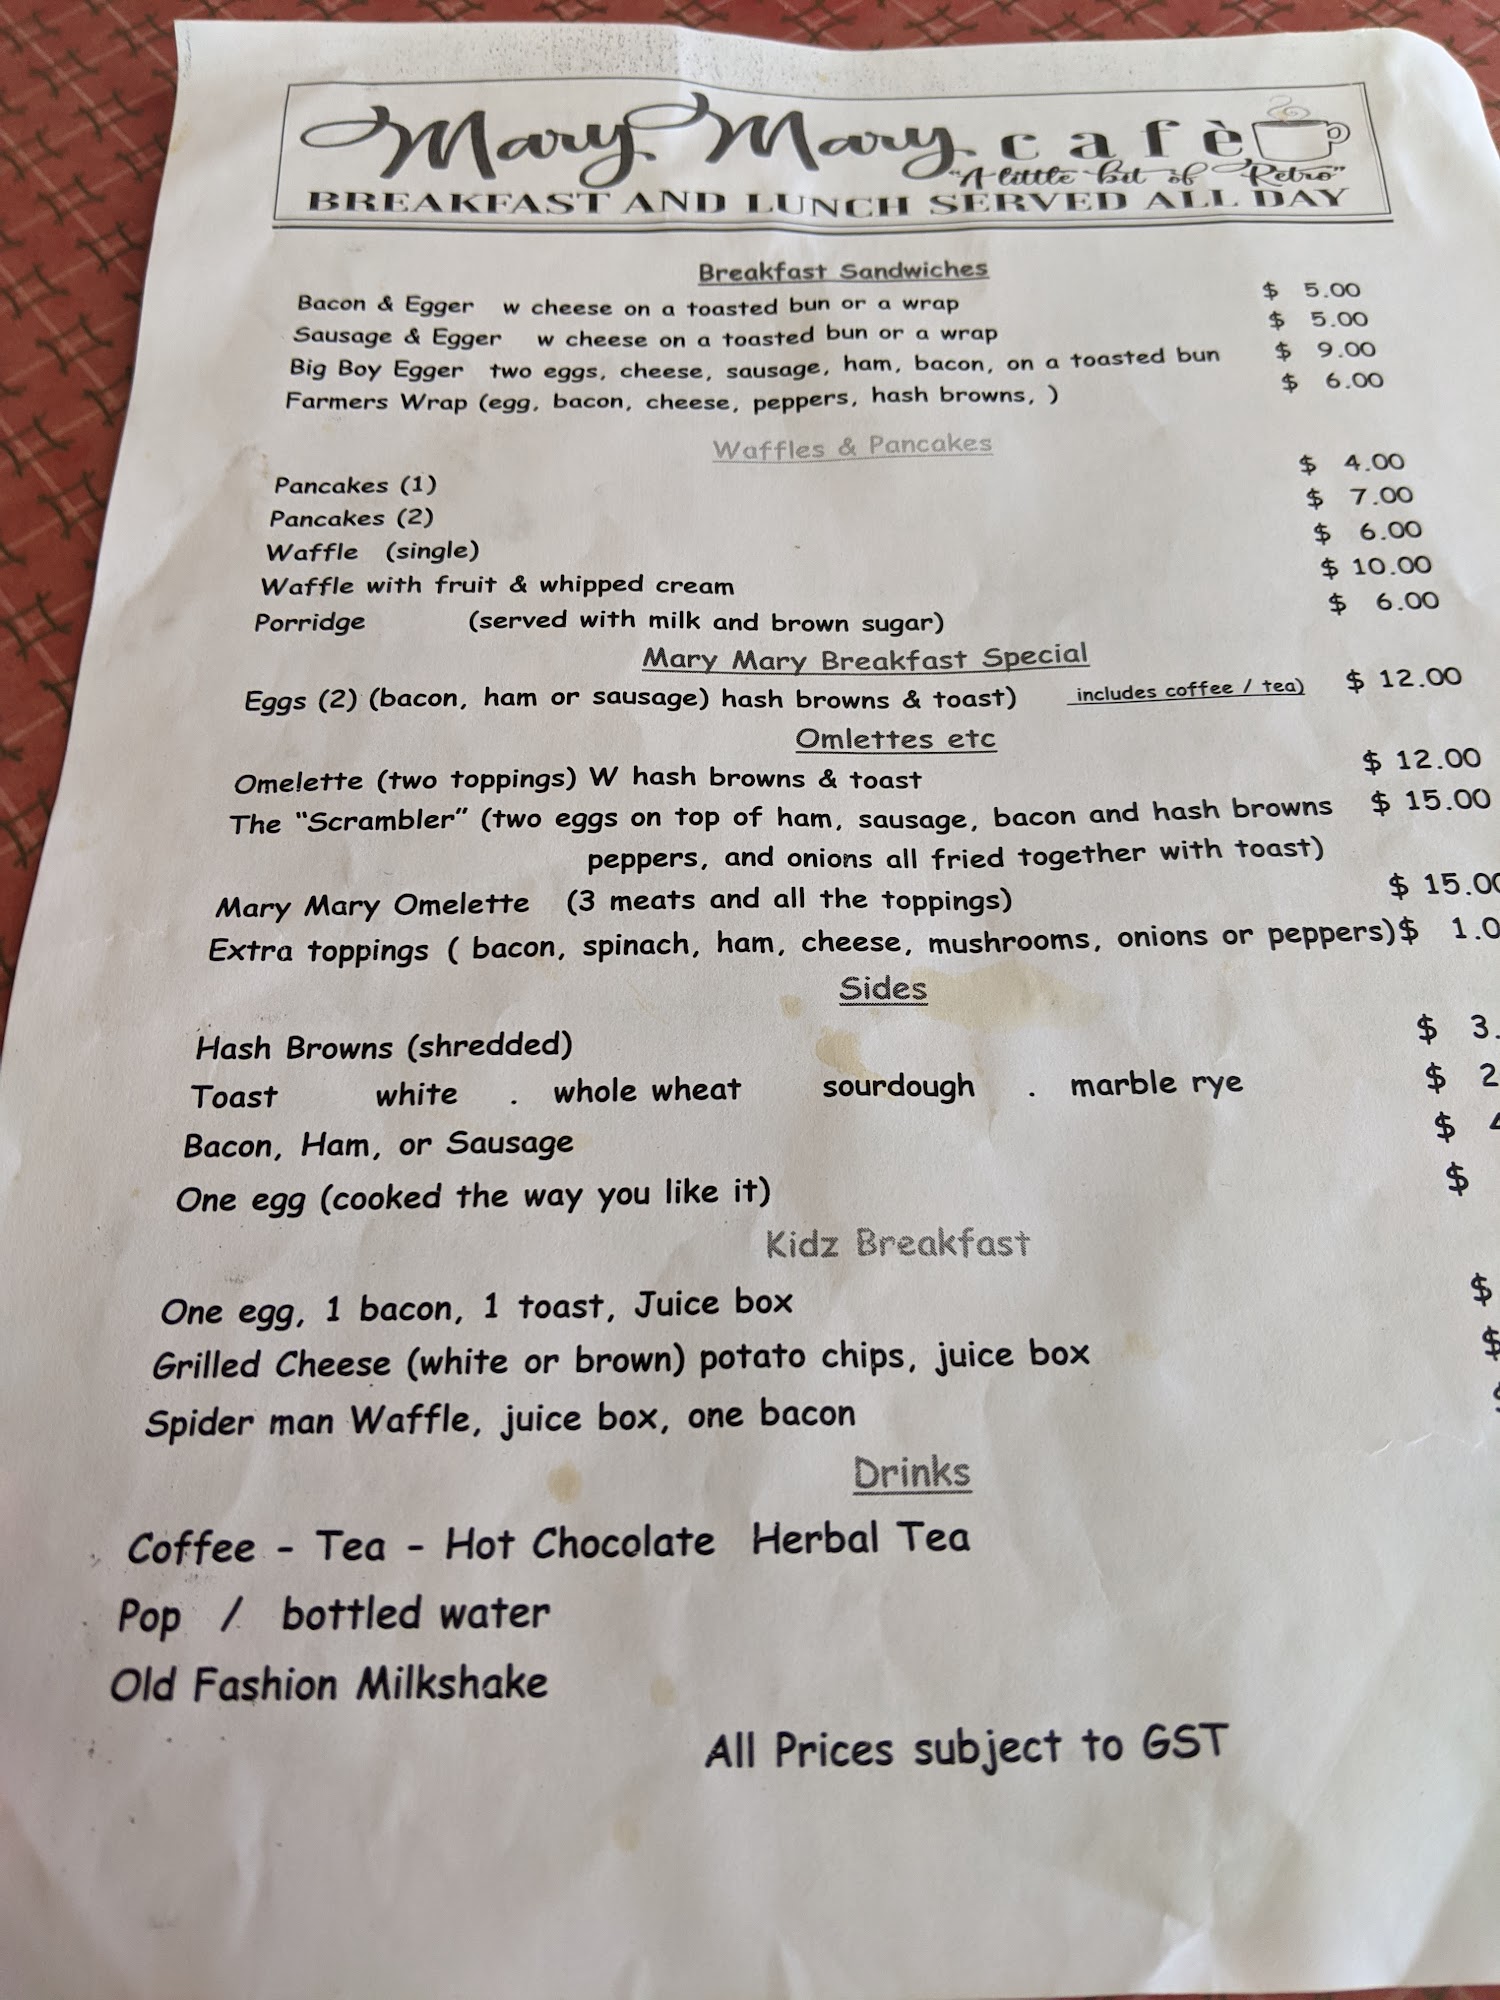 Mary Mary cafè
"A little bit of Retro"
BREAKFAST AND LUNCH SERVED ALL DAY
Breakfast Sandwiches
Bacon & Egger w cheese on a toasted bun or a wrap $ 5.00
Sausage & Egger w cheese on a toasted bun or a wrap $ 5.00
Big Boy Egger two eggs, cheese, sausage, ham, bacon, on a toasted bun $ 9.00
Farmers Wrap (egg, bacon, cheese, peppers, hash browns, ) $ 6.00
Waffles & Pancakes
Pancakes (1) $ 4.00
Pancakes (2) $ 7.00
Waffle (single) $ 6.00
Waffle with fruit & whipped cream $ 10.00
Porridge (served with milk and brown sugar) $ 6.00
Mary Mary Breakfast Special
Eggs (2) (bacon, ham or sausage) hash browns & toast) includes coffee / tea) $ 12.00
Omlettes etc
Omelette (two toppings) W hash browns & toast $ 12.00
The "Scrambler" (two eggs on top of ham, sausage, bacon and hash browns $ 15.00
peppers, and onions all fried together with toast)
Mary Mary Omelette (3 meats and all the toppings) $ 15.00
Extra toppings ( bacon, spinach, ham, cheese, mushrooms, onions or peppers)$ 1.0
Sides
Hash Browns (shredded) $ 3.
Toast white . whole wheat sourdough . marble rye $ 2
Bacon, Ham, or Sausage $
One egg (cooked the way you like it) $
Kidz Breakfast
One egg, 1 bacon, 1 toast, Juice box $
Grilled Cheese (white or brown) potato chips, juice box $
Spider man Waffle, juice box, one bacon
Drinks
Coffee - Tea - Hot Chocolate Herbal Tea
Pop / bottled water
Old Fashion Milkshake
All Prices subject to GST